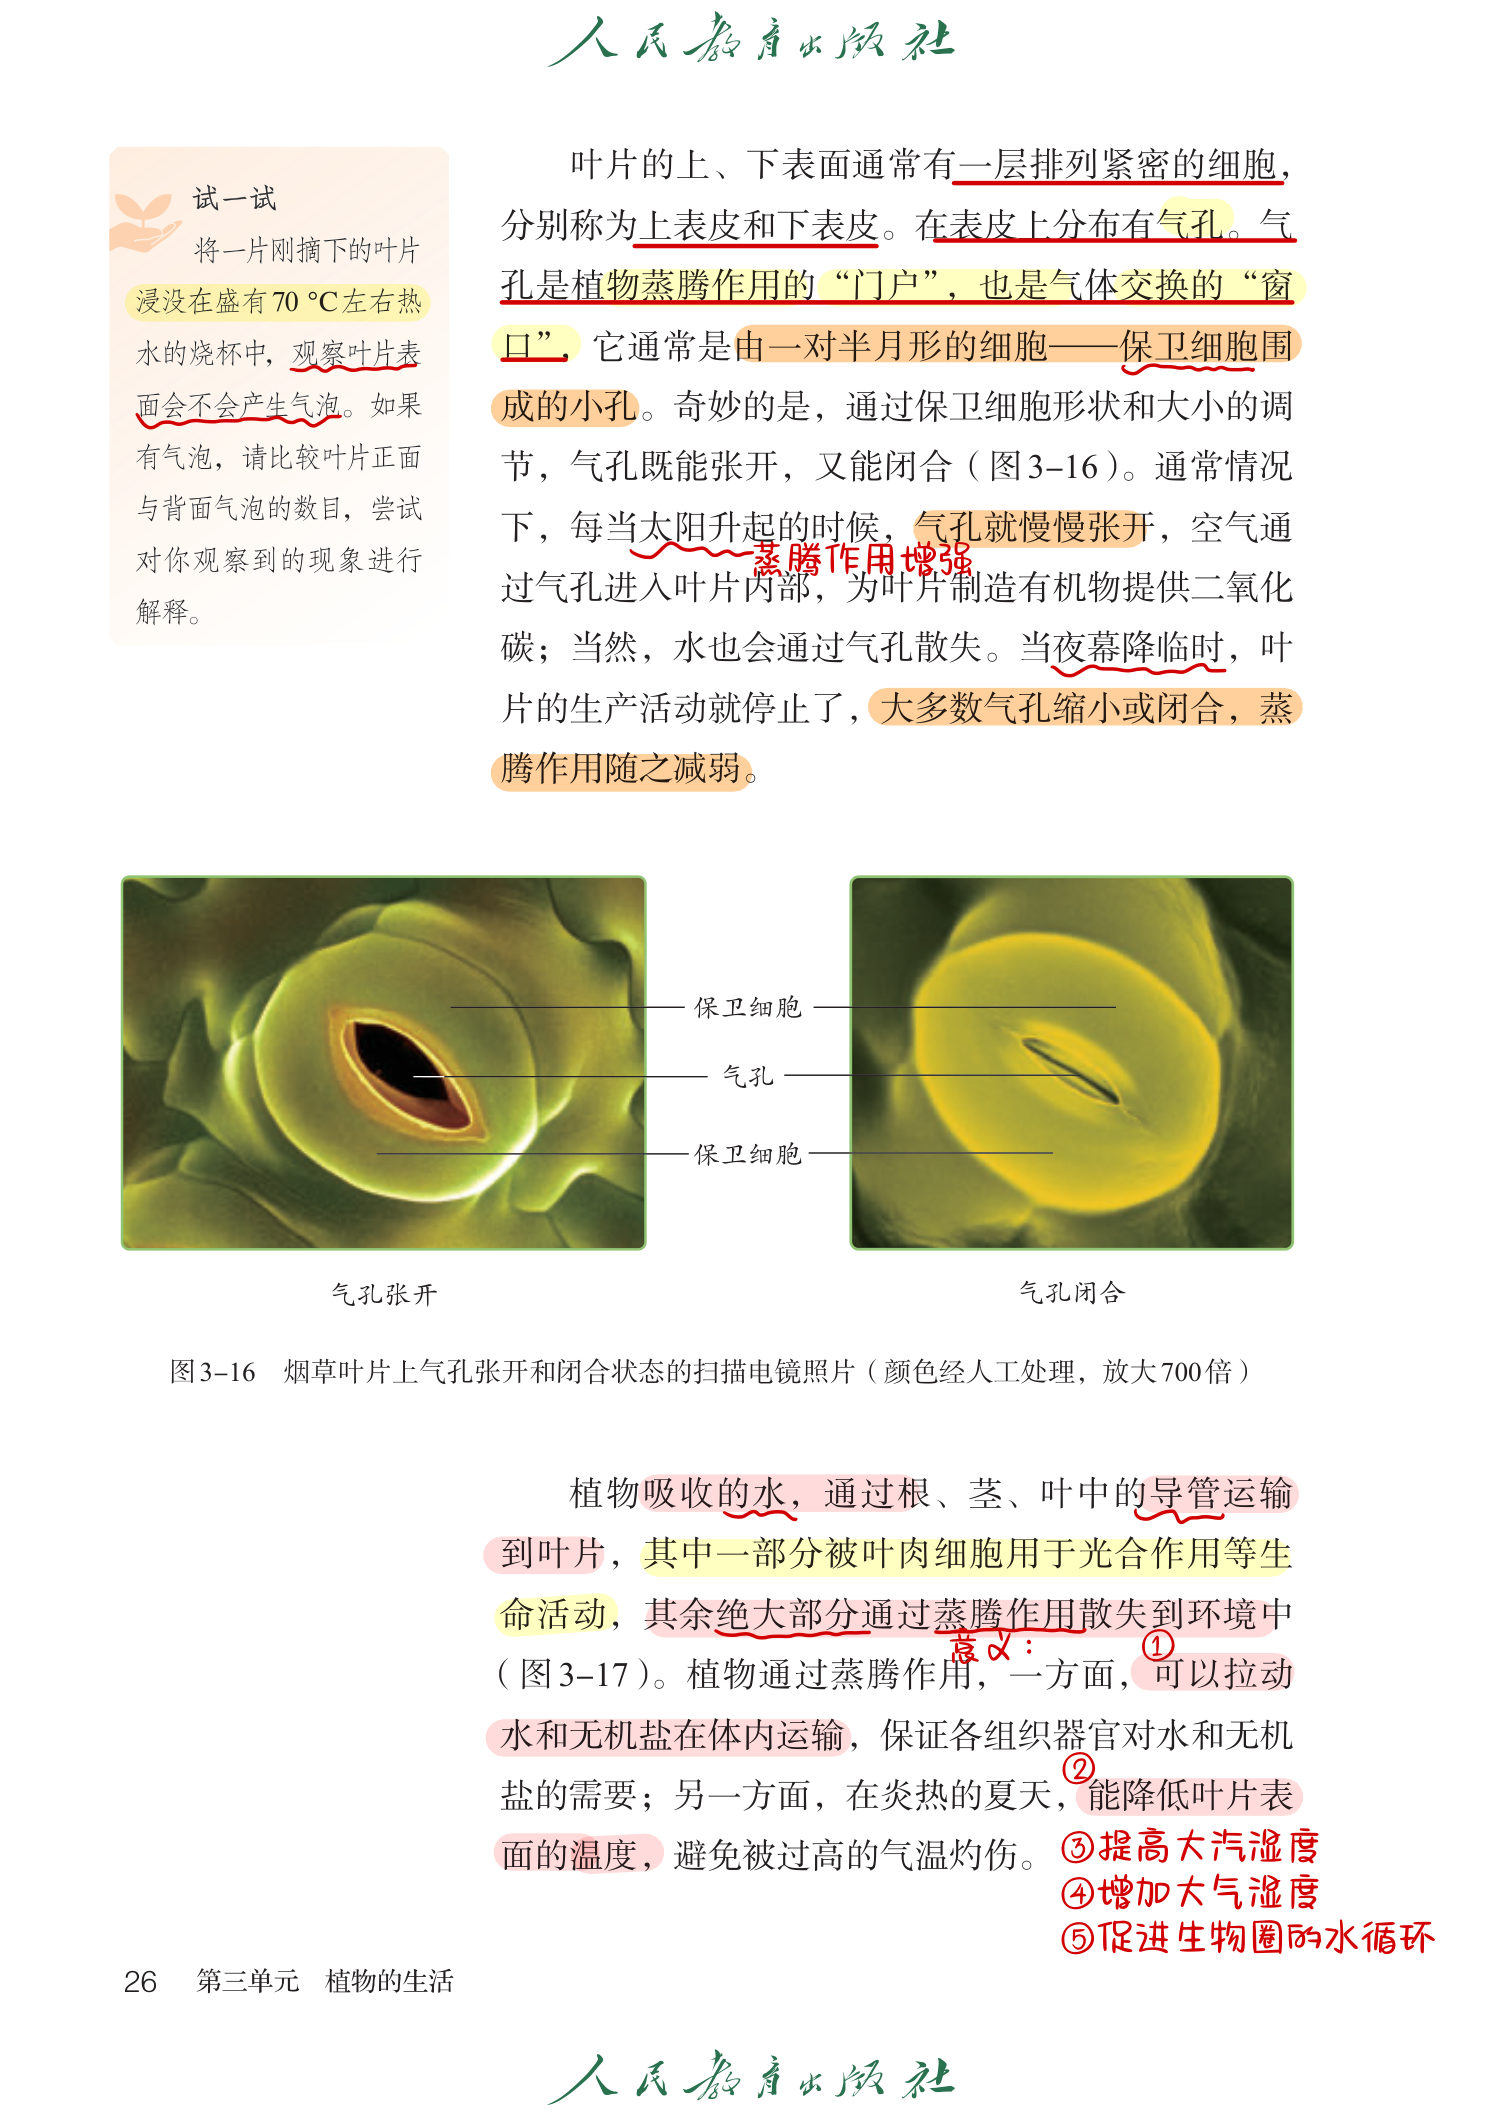 人民教育出版社
试一试
将一片刚摘下的叶片
浸没在盛有70 °C左右热
水的烧杯中，观察叶片表
面会不会产生气泡。如果
有气泡，请比较叶片正面
与背面气泡的数目，尝试
对你观察到的现象进行
解释。
叶片的上、下表面通常有一层排列紧密的细胞，
分别称为上表皮和下表皮。在表皮上分布有气孔。气
孔是植物蒸腾作用的“门户”，也是气体交换的“窗
口”，它通常是由一对半月形的细胞——保卫细胞围
成的小孔。奇妙的是，通过保卫细胞形状和大小的调
节，气孔既能张开，又能闭合（图3-16）。通常情况
下，每当太阳升起的时候，气孔就慢慢张开，空气通
蒸腾作用增强
过气孔进入叶片内部，为叶片制造有机物提供二氧化
碳；当然，水也会通过气孔散失。当夜幕降临时，叶
片的生产活动就停止了，大多数气孔缩小或闭合，蒸
腾作用随之减弱。
保卫细胞
气孔
保卫细胞
气孔张开
气孔闭合
图3-16 烟草叶片上气孔张开和闭合状态的扫描电镜照片（颜色经人工处理，放大700倍）
植物吸收的水，通过根、茎、叶中的导管运输
到叶片，其中一部分被叶肉细胞用于光合作用等生
命活动，其余绝大部分通过蒸腾作用散失到环境中
意义： ①
（图3-17）。植物通过蒸腾作用，一方面，可以拉动
水和无机盐在体内运输，保证各组织器官对水和无机
②
盐的需要；另一方面，在炎热的夏天，能降低叶片表
面的温度，避免被过高的气温灼伤。
③提高大汽湿度
④增加大气湿度
⑤促进生物圈的水循环
26 第三单元 植物的生活
人民教育出版社